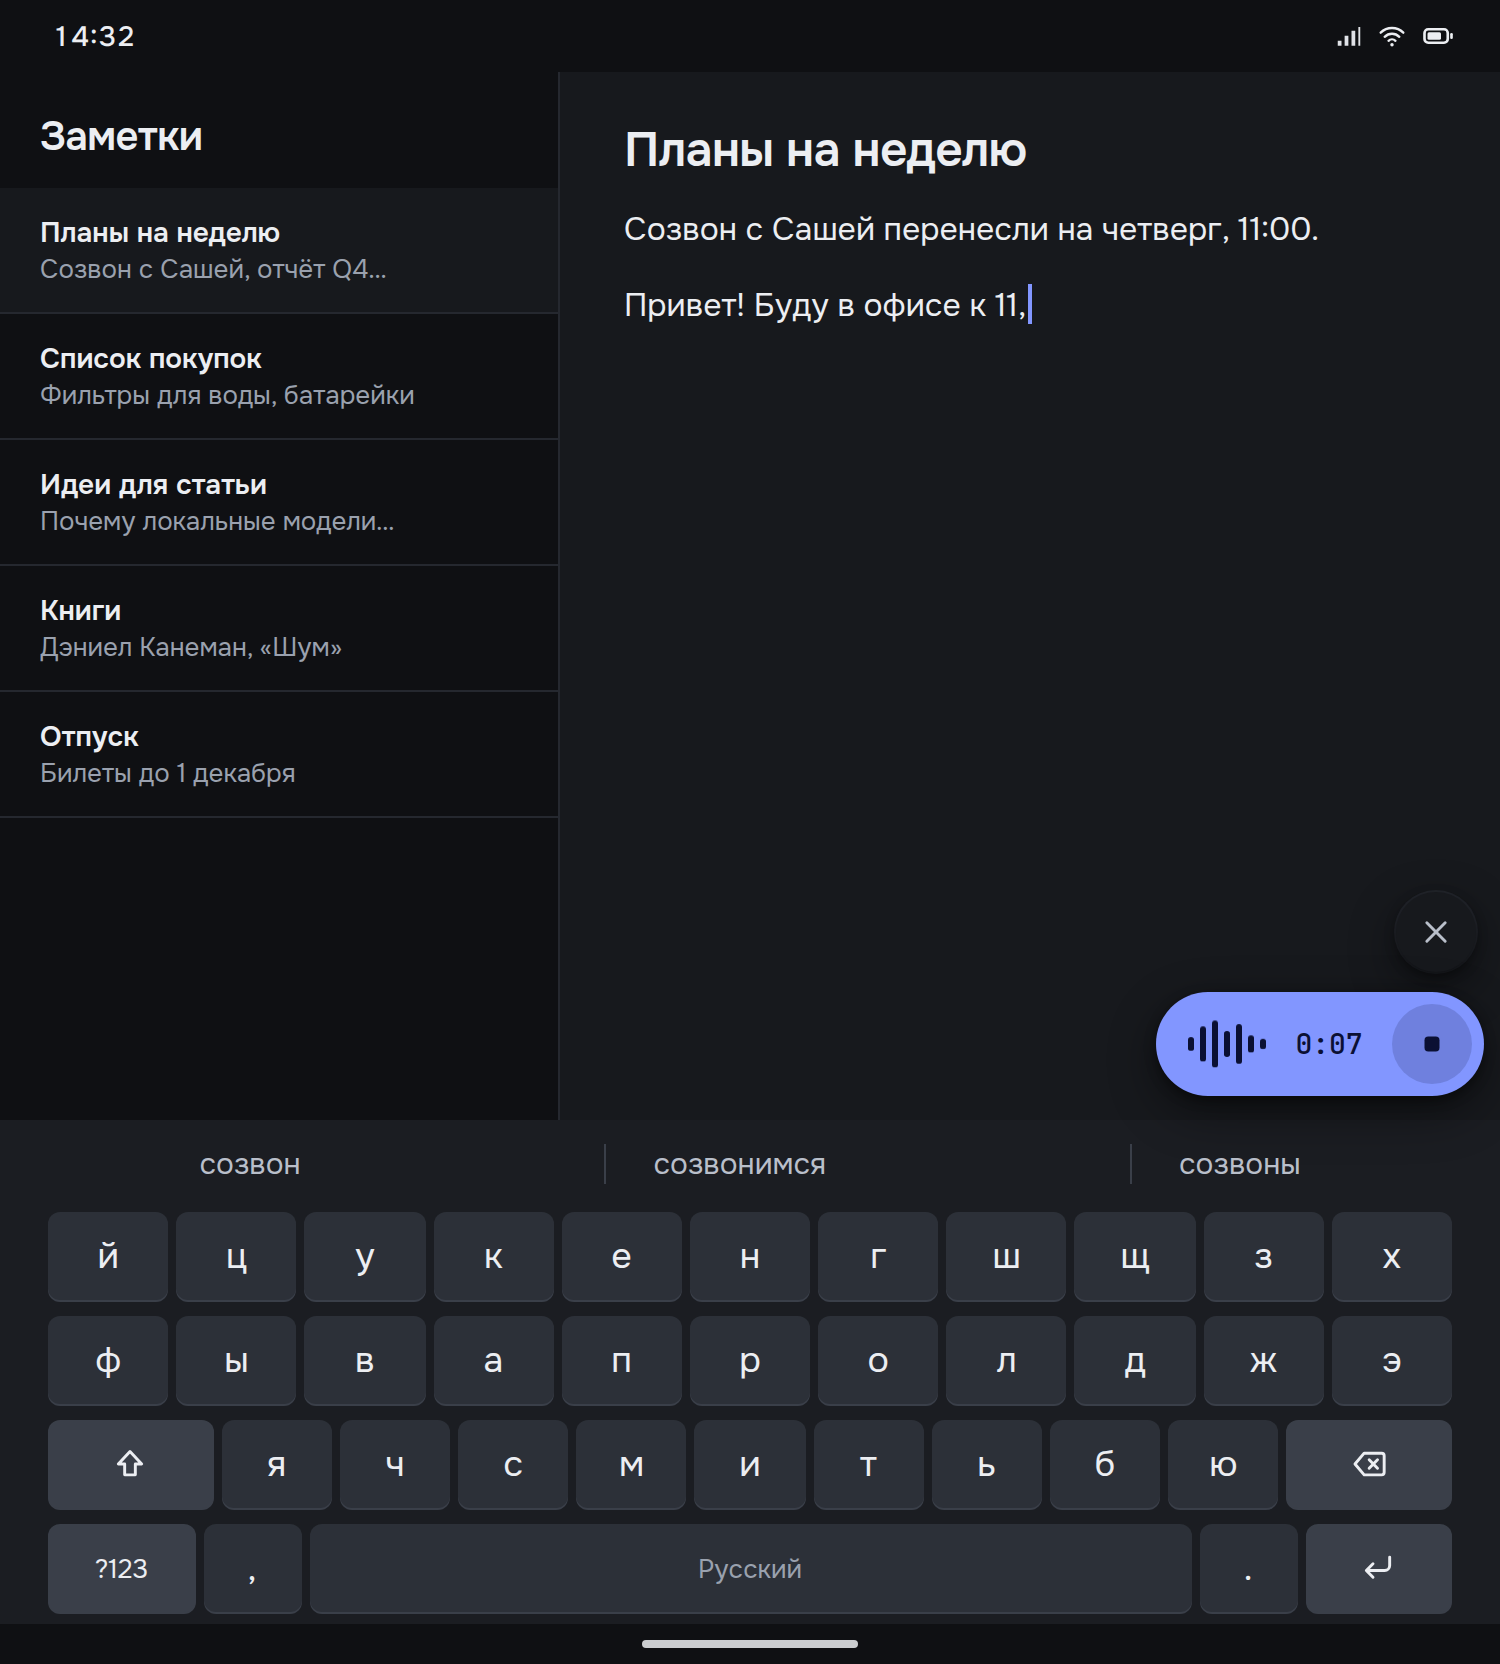 14:32
Заметки
Планы на неделю
Созвон с Сашей, отчёт Q4...
Список покупок
Фильтры для воды, батарейки
Идеи для статьи
Почему локальные модели...
Книги
Дэниел Канеман, «Шум»
Отпуск
Билеты до 1 декабря
Планы на неделю
Созвон с Сашей перенесли на четверг, 11:00.
Привет! Буду в офисе к 11,
0:07
созвон созвонимся созвоны
й ц у к е н г ш щ з х
ф ы в а п р о л д ж э
я ч с м и т ь б ю
?123 , Русский .